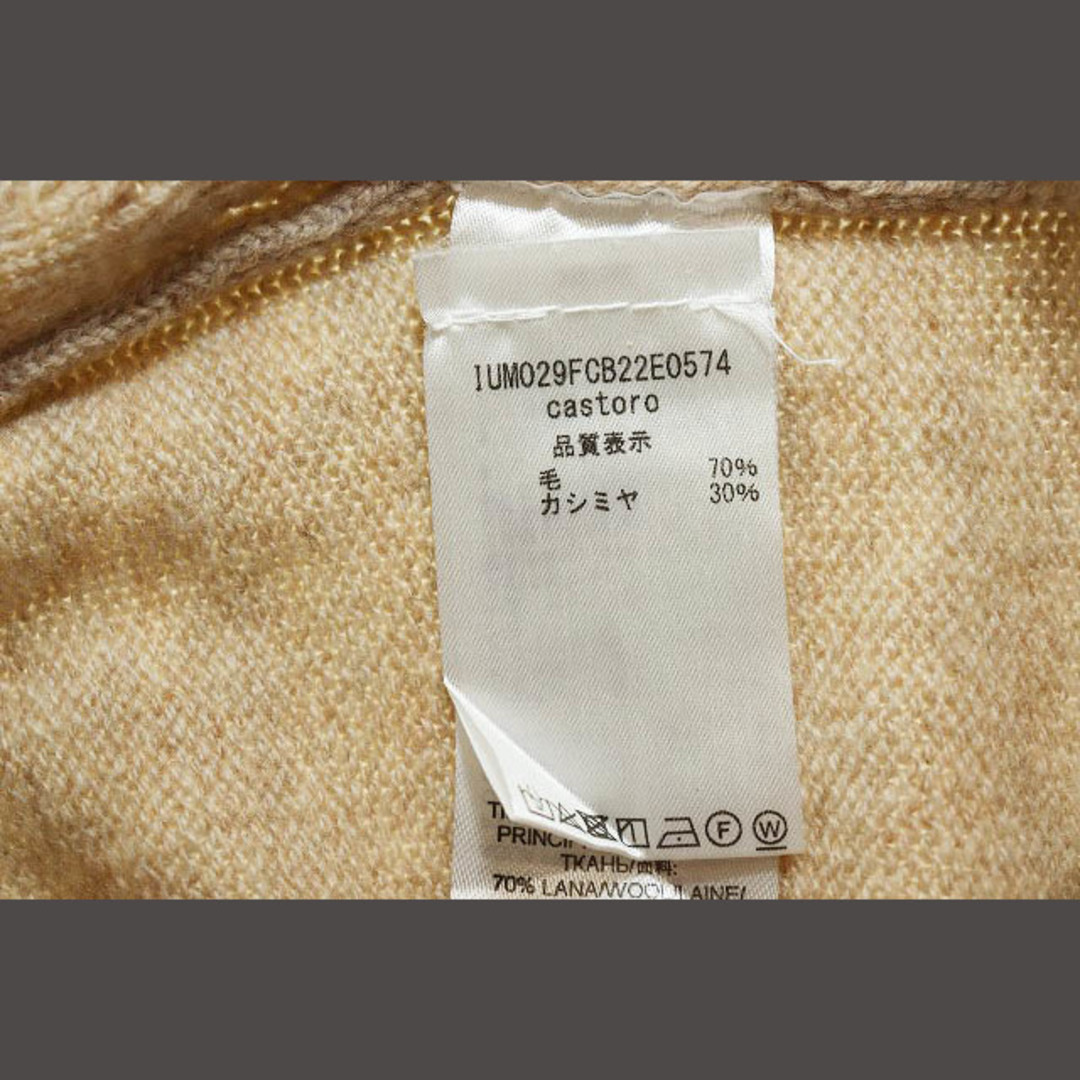 IUM029FCB22E0574
castoro
品質表示
毛 70%
カシミヤ 30%
F W
ТКАНЬ/面料:
70% LANA/WOOL/LAINE/